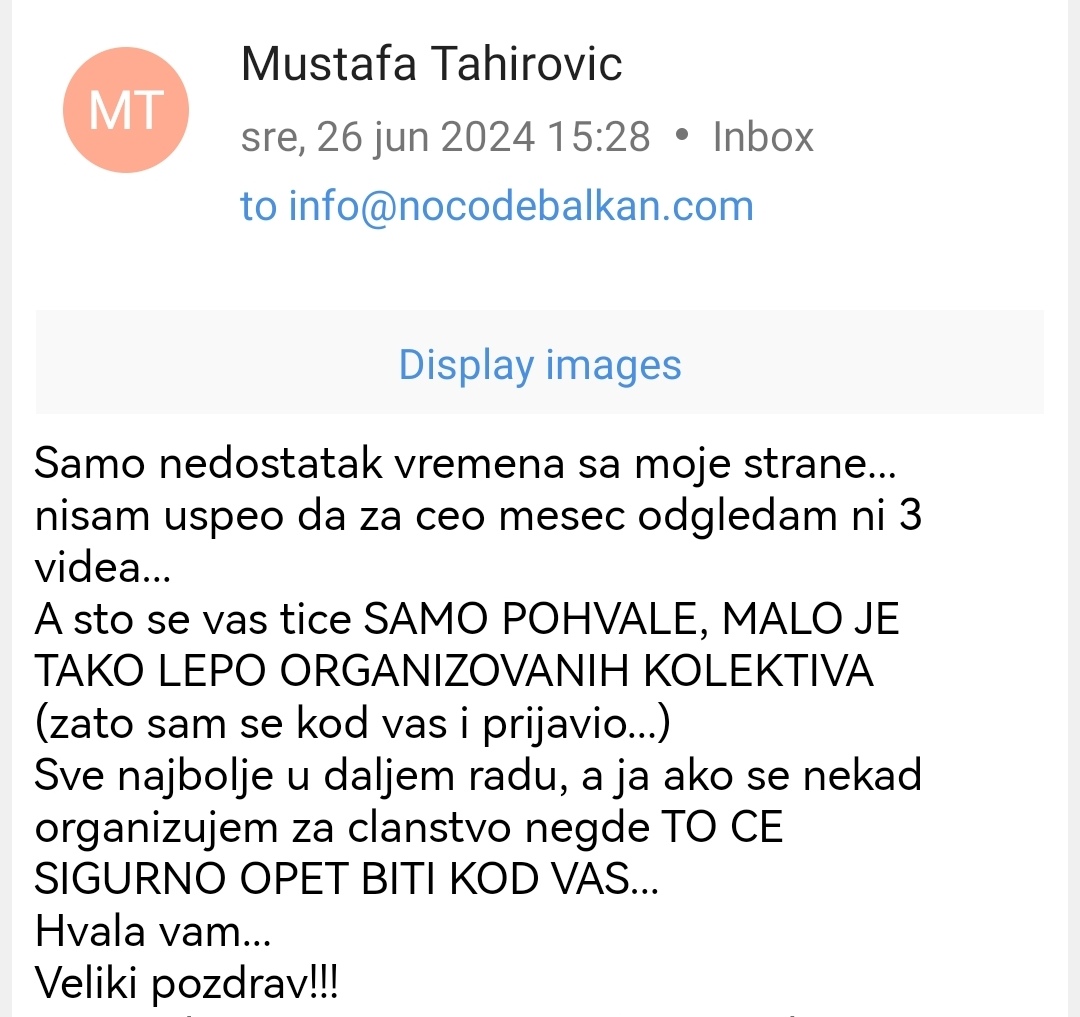 MT
Mustafa Tahirovic
sre, 26 jun 2024 15:28 • Inbox
to info@nocodebalkan.com
Display images
Samo nedostatak vremena sa moje strane...
nisam uspeo da za ceo mesec odgledam ni 3
videa...
A sto se vas tice SAMO POHVALE, MALO JE
TAKO LEPO ORGANIZOVANIH KOLEKTIVA
(zato sam se kod vas i prijavio...)
Sve najbolje u daljem radu, a ja ako se nekad
organizujem za clanstvo negde TO CE
SIGURNO OPET BITI KOD VAS...
Hvala vam...
Veliki pozdrav!!!